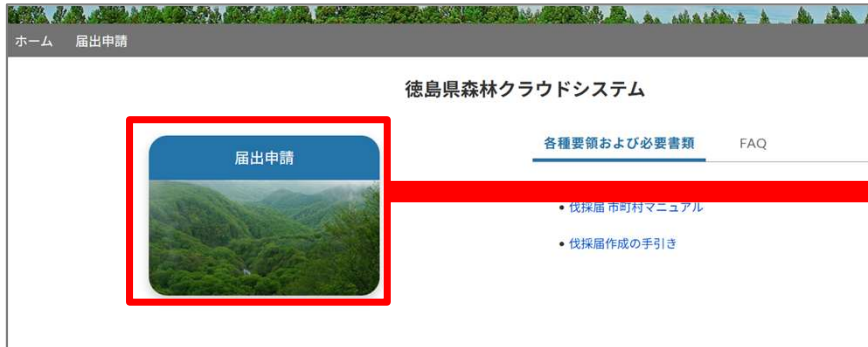 ホーム 届出申請
徳島県森林クラウドシステム
届出申請
各種要領および必要書類 FAQ
• 伐採届 市町村マニュアル
• 伐採届作成の手引き